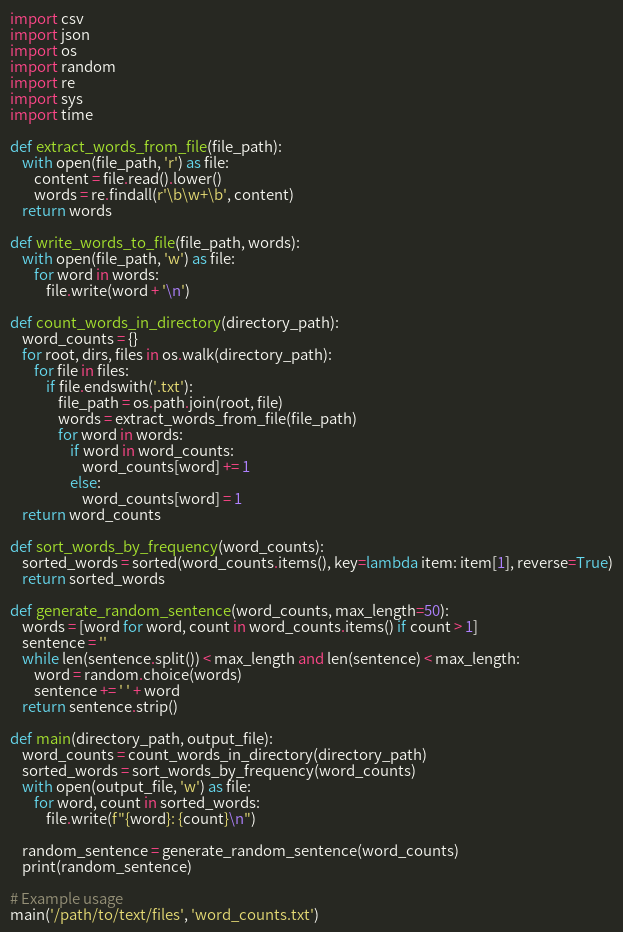 import csv
import json
import os
import random
import re
import sys
import time

def extract_words_from_file(file_path):
    with open(file_path, 'r') as file:
        content = file.read().lower()
        words = re.findall(r'\b\w+\b', content)
    return words

def write_words_to_file(file_path, words):
    with open(file_path, 'w') as file:
        for word in words:
            file.write(word + '\n')

def count_words_in_directory(directory_path):
    word_counts = {}
    for root, dirs, files in os.walk(directory_path):
        for file in files:
            if file.endswith('.txt'):
                file_path = os.path.join(root, file)
                words = extract_words_from_file(file_path)
                for word in words:
                    if word in word_counts:
                        word_counts[word] += 1
                    else:
                        word_counts[word] = 1
    return word_counts

def sort_words_by_frequency(word_counts):
    sorted_words = sorted(word_counts.items(), key=lambda item: item[1], reverse=True)
    return sorted_words

def generate_random_sentence(word_counts, max_length=50):
    words = [word for word, count in word_counts.items() if count > 1]
    sentence = ''
    while len(sentence.split()) < max_length and len(sentence) < max_length:
        word = random.choice(words)
        sentence += ' ' + word
    return sentence.strip()

def main(directory_path, output_file):
    word_counts = count_words_in_directory(directory_path)
    sorted_words = sort_words_by_frequency(word_counts)
    with open(output_file, 'w') as file:
        for word, count in sorted_words:
            file.write(f"{word}: {count}\n")

    random_sentence = generate_random_sentence(word_counts)
    print(random_sentence)

# Example usage
main('/path/to/text/files', 'word_counts.txt')